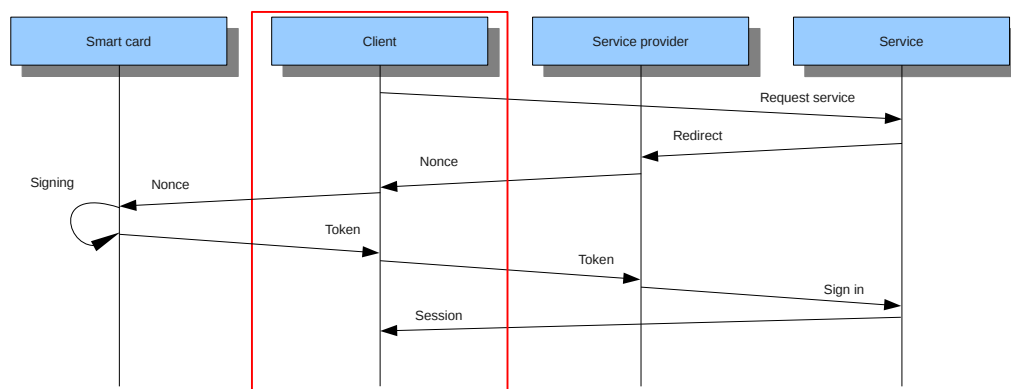 Smart card
Client
Service provider
Service
Request service
Redirect
Nonce
Nonce
Signing
Token
Token
Sign in
Session